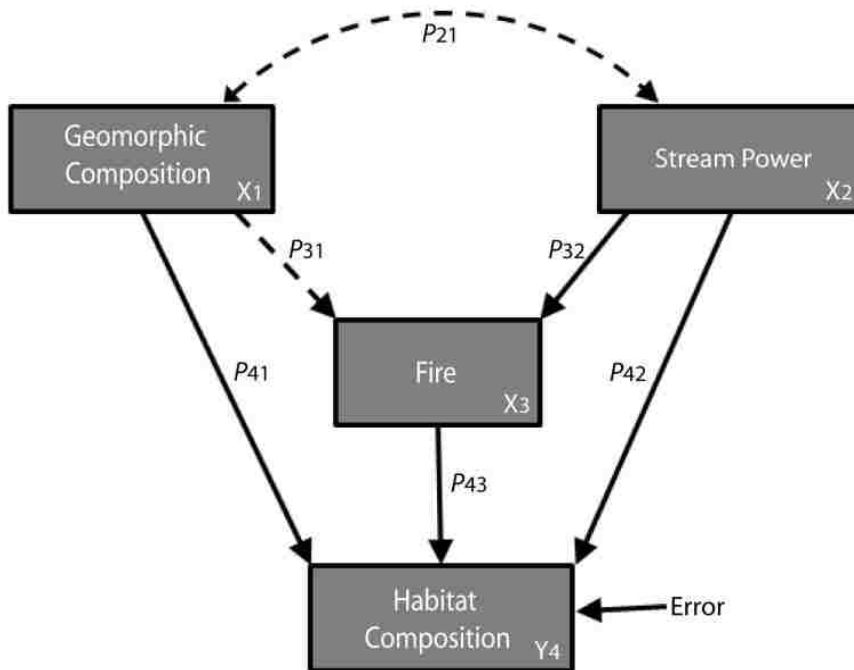 P21
Geomorphic
Composition
X1
Stream Power
X2
P31
P32
Fire
X3
P41
P42
P43
Habitat
Composition
Y4
Error